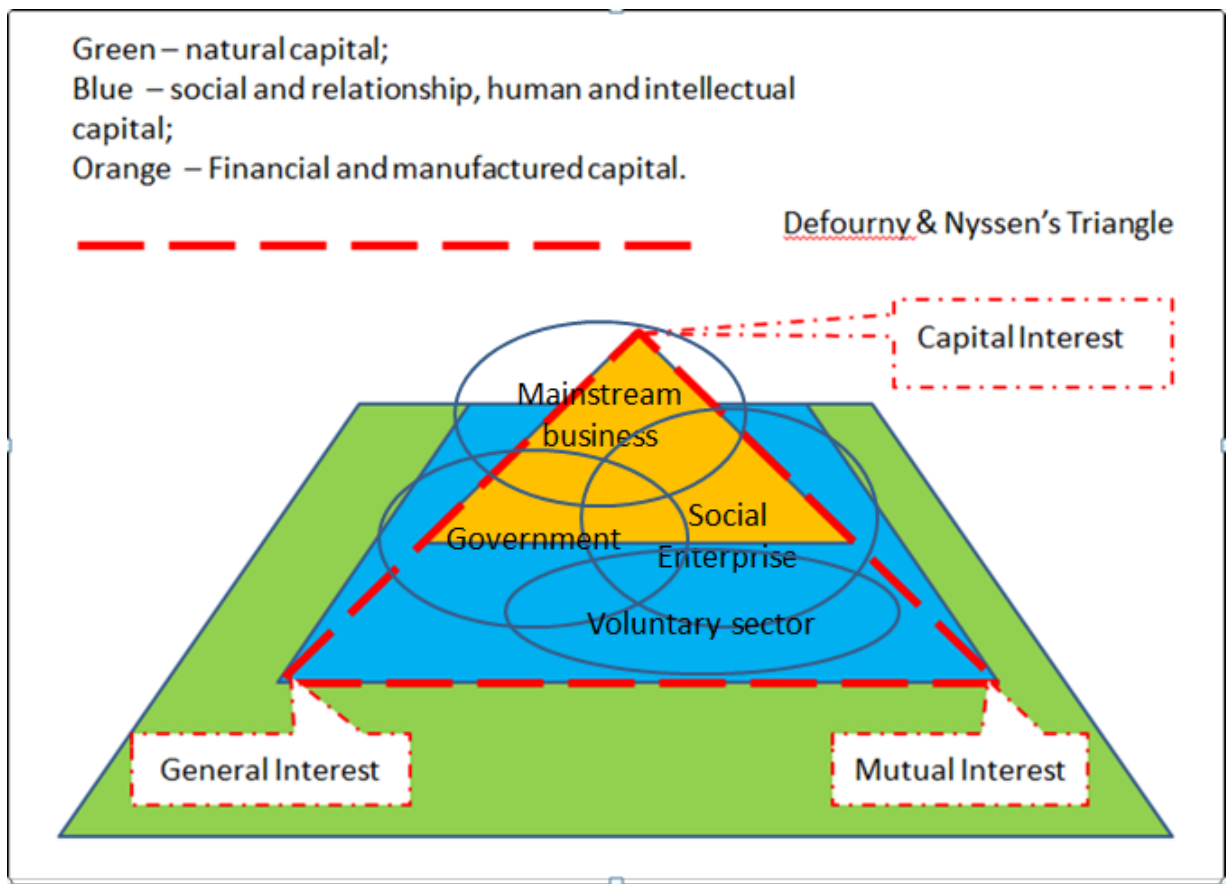 Green – natural capital;
Blue – social and relationship, human and intellectual
capital;
Orange – Financial and manufactured capital.
Defourny & Nyssen's Triangle
Capital Interest
Mainstream
business
Social
Government
Enterprise
Voluntary sector
General Interest
Mutual Interest